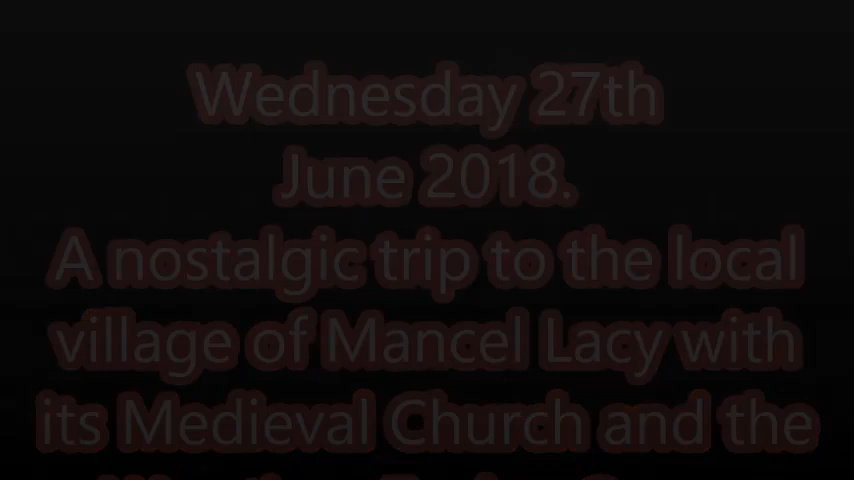 Wednesday 27th
June 2018.
A nostalgic trip to the local
village of Mancel Lacy with
its Medieval Church and the